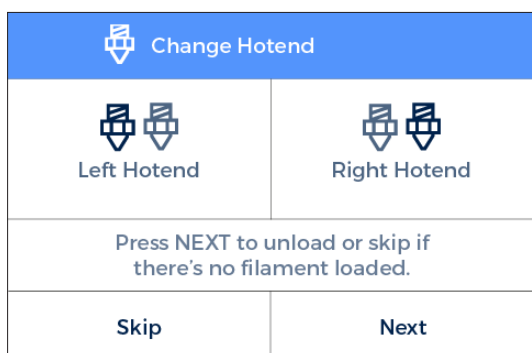 Change Hotend
Left Hotend
Right Hotend
Press NEXT to unload or skip if
there's no filament loaded.
Skip
Next